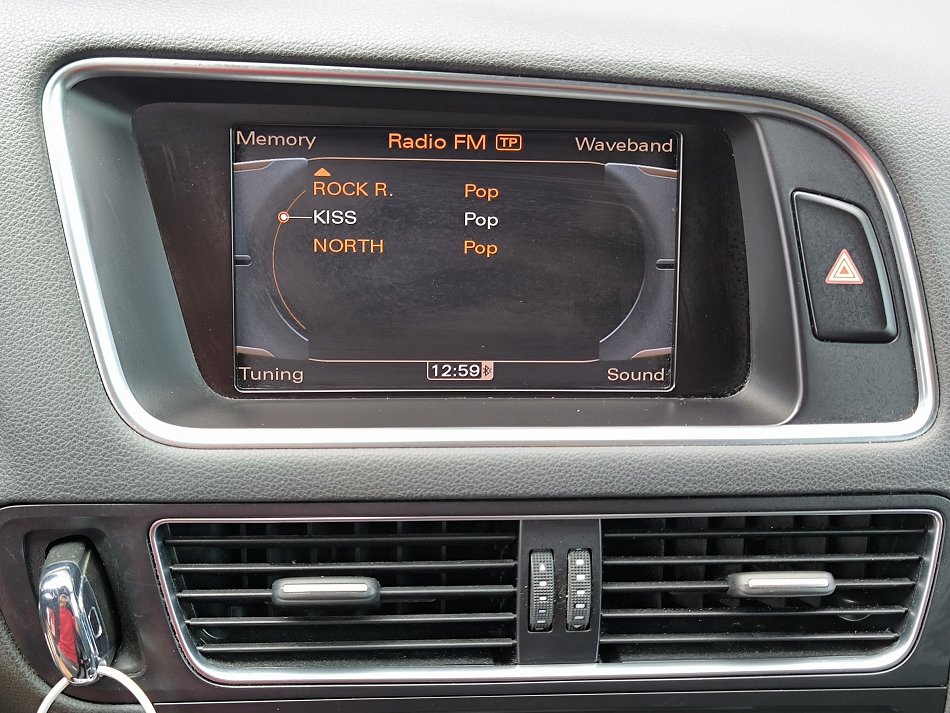 Memory Radio FM TP Waveband
ROCK R. Pop
KISS Pop
NORTH Pop
Tuning 12:59 Sound